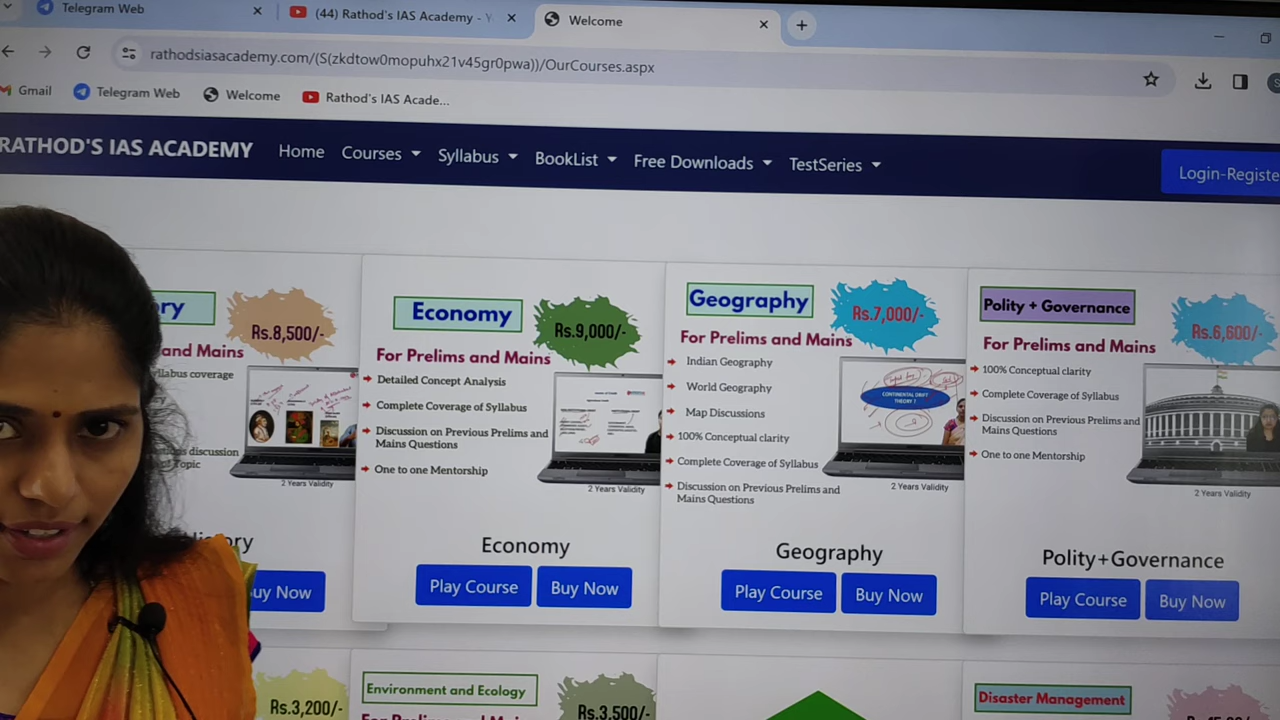 Telegram Web
(44) Rathod's IAS Academy - Y
Welcome
rathodsiasacademy.com/(S(zkdtow0mopuhx21v45gr0pwa))/OurCourses.aspx
Gmail
Telegram Web
Welcome
Rathod's IAS Acade...
RATHOD'S IAS ACADEMY
Home
Courses
Syllabus
BookList
Free Downloads
TestSeries
Login-Registe
ory
Rs.8,500/-
and Mains
yllabus coverage
discussion
Topic
2 Years Validity
ory
uy Now
Economy
Rs.9,000/-
For Prelims and Mains
Detailed Concept Analysis
Complete Coverage of Syllabus
Discussion on Previous Prelims and
Mains Questions
One to one Mentorship
2 Years Validity
Economy
Play Course
Buy Now
Geography
Rs.7,000/-
For Prelims and Mains
Indian Geography
World Geography
Map Discussions
100% Conceptual clarity
Complete Coverage of Syllabus
Discussion on Previous Prelims and
Mains Questions
CONTINENTAL DRIFT
THEORY ?
2 Years Validity
Geography
Play Course
Buy Now
Polity + Governance
Rs.6,600/-
For Prelims and Mains
100% Conceptual clarity
Complete Coverage of Syllabus
Discussion on Previous Prelims and
Mains Questions
One to one Mentorship
2 Years Validity
Polity+Governance
Play Course
Buy Now
Rs.3,200/-
Environment and Ecology
Rs.3,500/-
For Prelims and Mains
Disaster Management